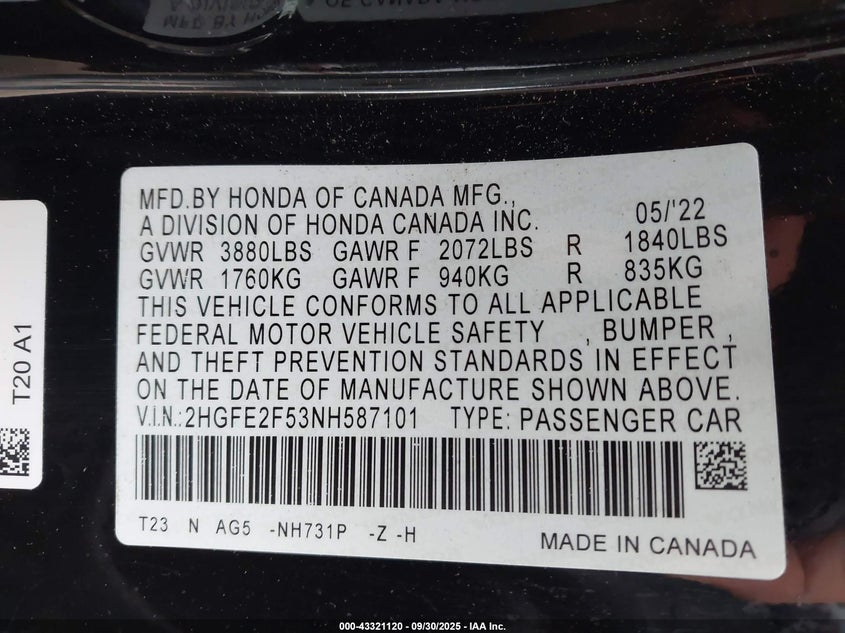 MFD.BY HONDA OF CANADA MFG.,
A DIVISION OF HONDA CANADA INC. 05/'22
GVWR 3880LBS GAWR F 2072LBS R 1840LBS
GVWR 1760KG GAWR F 940KG R 835KG
THIS VEHICLE CONFORMS TO ALL APPLICABLE
FEDERAL MOTOR VEHICLE SAFETY , BUMPER ,
AND THEFT PREVENTION STANDARDS IN EFFECT
ON THE DATE OF MANUFACTURE SHOWN ABOVE.
V.I.N.:2HGFE2F53NH587101 TYPE: PASSENGER CAR
T23 N AG5 -NH731P -Z -H
MADE IN CANADA
T20 A1
000-43321120 - 09/30/2025 - IAA Inc.